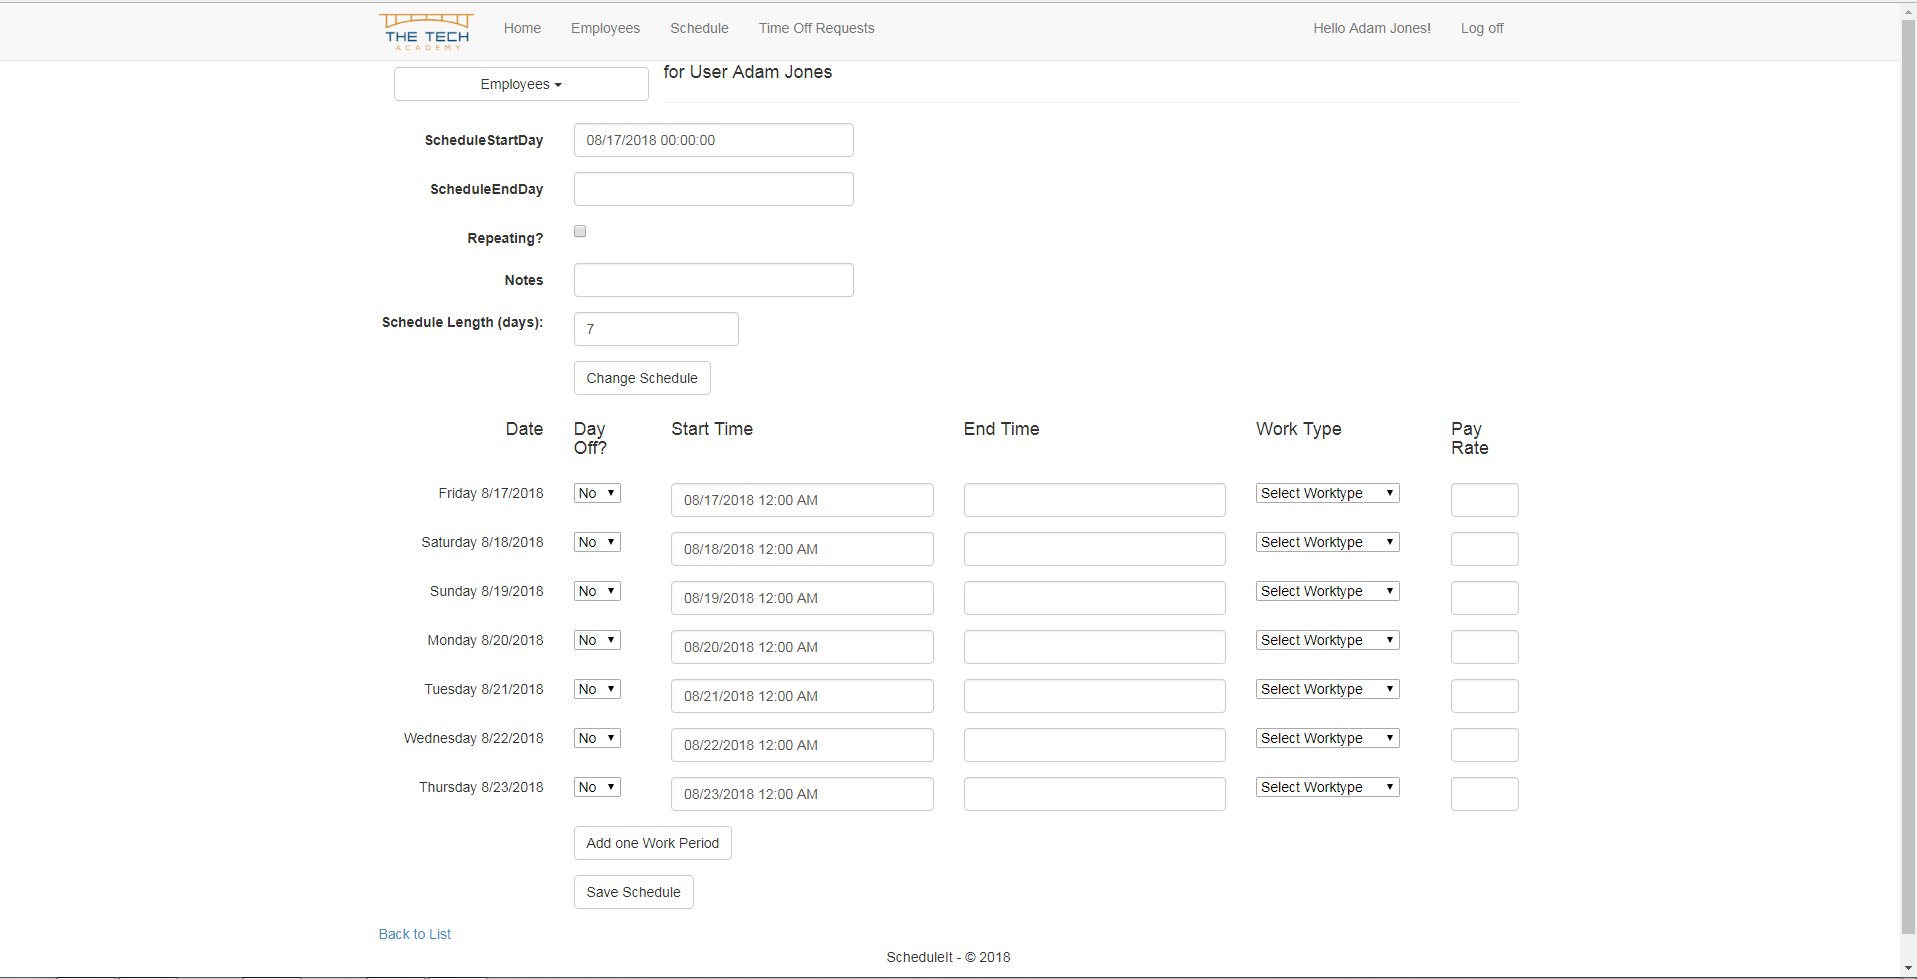 THE TECH
ACADEMY
Home Employees Schedule Time Off Requests Hello Adam Jones! Log off
Employees
for User Adam Jones
ScheduleStartDay 08/17/2018 00:00:00
ScheduleEndDay
Repeating?
Notes
Schedule Length (days): 7
Change Schedule
Date Day Off? Start Time End Time Work Type Pay Rate
Friday 8/17/2018 No 08/17/2018 12:00 AM Select Worktype
Saturday 8/18/2018 No 08/18/2018 12:00 AM Select Worktype
Sunday 8/19/2018 No 08/19/2018 12:00 AM Select Worktype
Monday 8/20/2018 No 08/20/2018 12:00 AM Select Worktype
Tuesday 8/21/2018 No 08/21/2018 12:00 AM Select Worktype
Wednesday 8/22/2018 No 08/22/2018 12:00 AM Select Worktype
Thursday 8/23/2018 No 08/23/2018 12:00 AM Select Worktype
Add one Work Period
Save Schedule
Back to List
ScheduleIt - © 2018